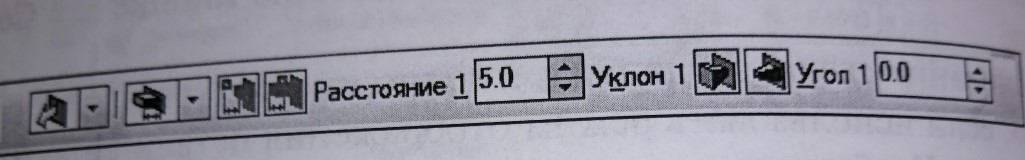 Расстояние 1 5.0 Уклон 1 Угол 1 0.0